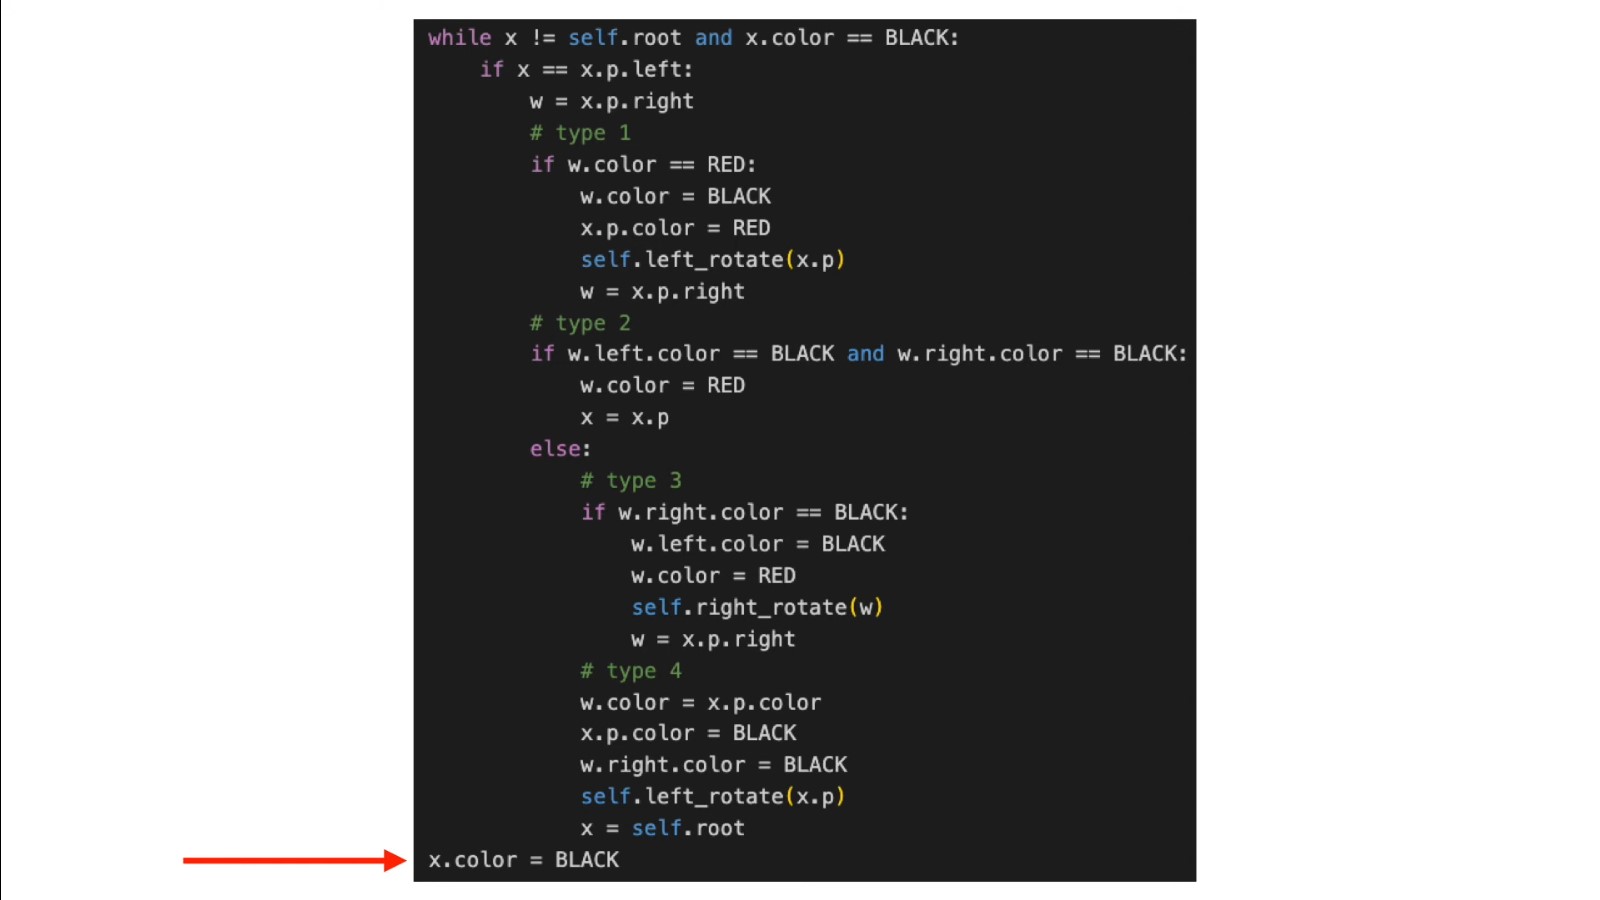 while x != self.root and x.color == BLACK:
    if x == x.p.left:
        w = x.p.right
        # type 1
        if w.color == RED:
            w.color = BLACK
            x.p.color = RED
            self.left_rotate(x.p)
            w = x.p.right
        # type 2
        if w.left.color == BLACK and w.right.color == BLACK:
            w.color = RED
            x = x.p
        else:
            # type 3
            if w.right.color == BLACK:
                w.left.color = BLACK
                w.color = RED
                self.right_rotate(w)
                w = x.p.right
            # type 4
            w.color = x.p.color
            x.p.color = BLACK
            w.right.color = BLACK
            self.left_rotate(x.p)
            x = self.root
x.color = BLACK